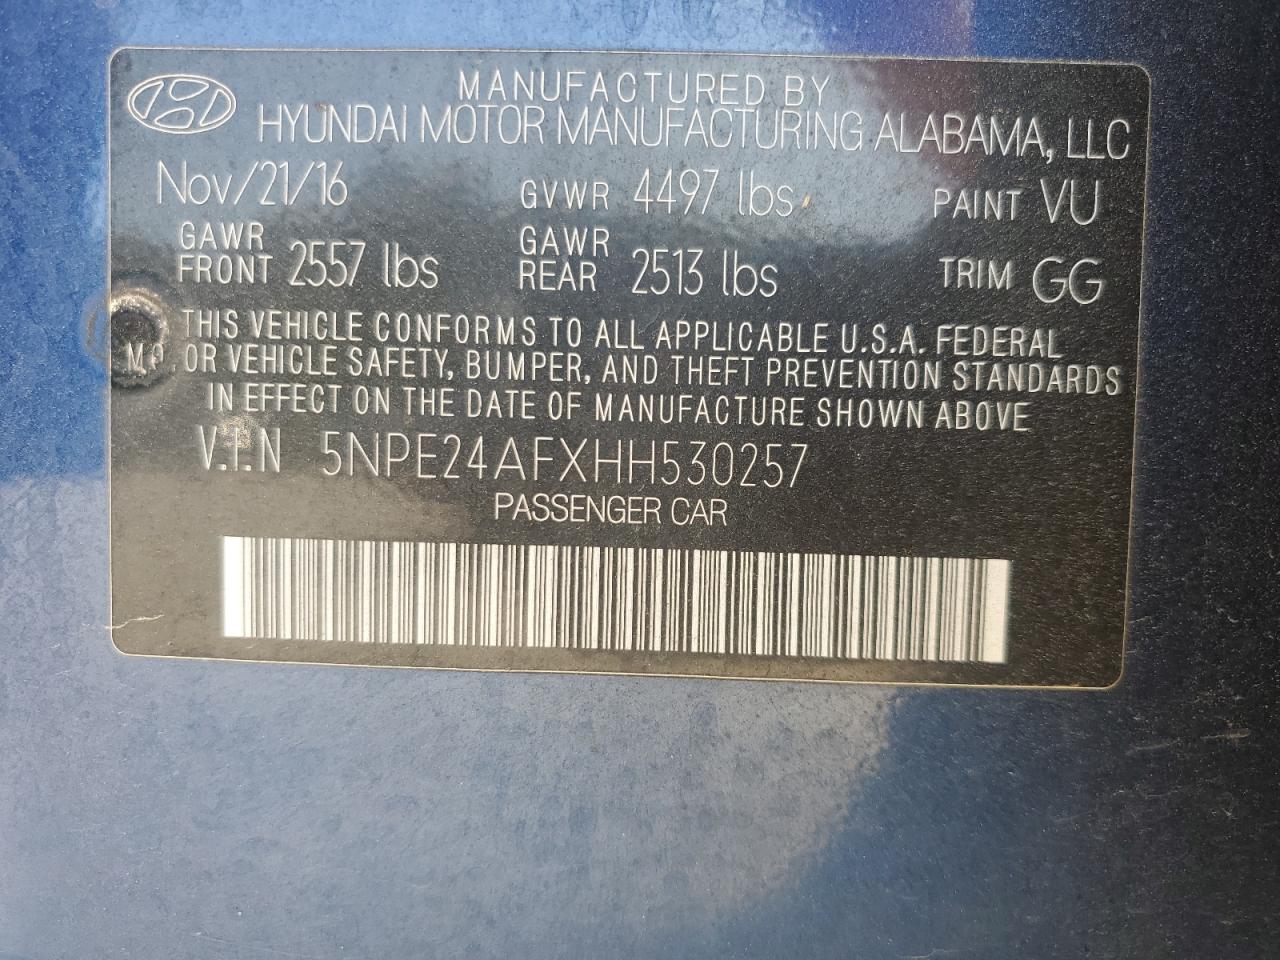 MANUFACTURED BY
HYUNDAI MOTOR MANUFACTURING ALABAMA, LLC
Nov/21/16 GVWR 4497 lbs PAINT VU
GAWR FRONT 2557 lbs GAWR REAR 2513 lbs TRIM GG
THIS VEHICLE CONFORMS TO ALL APPLICABLE U.S.A. FEDERAL
OR VEHICLE SAFETY, BUMPER, AND THEFT PREVENTION STANDARDS
IN EFFECT ON THE DATE OF MANUFACTURE SHOWN ABOVE
V.I.N 5NPE24AFXHH530257
PASSENGER CAR